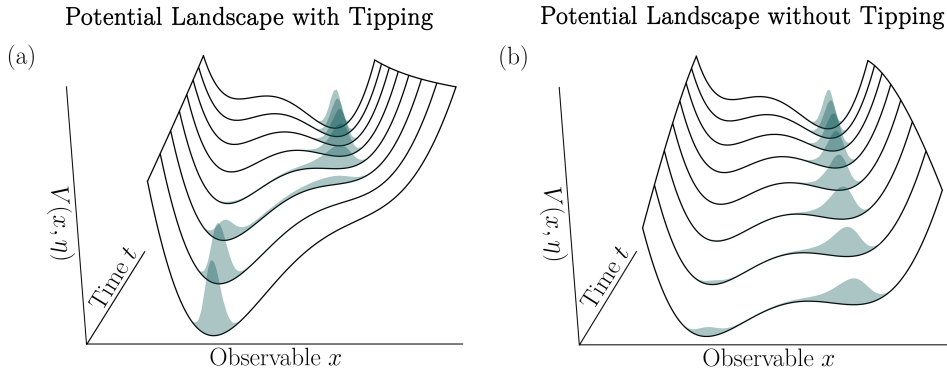 Potential Landscape with Tipping
Potential Landscape without Tipping
(a)
(b)
V(x, μ)
Time t
Observable x
V(x, μ)
Time t
Observable x